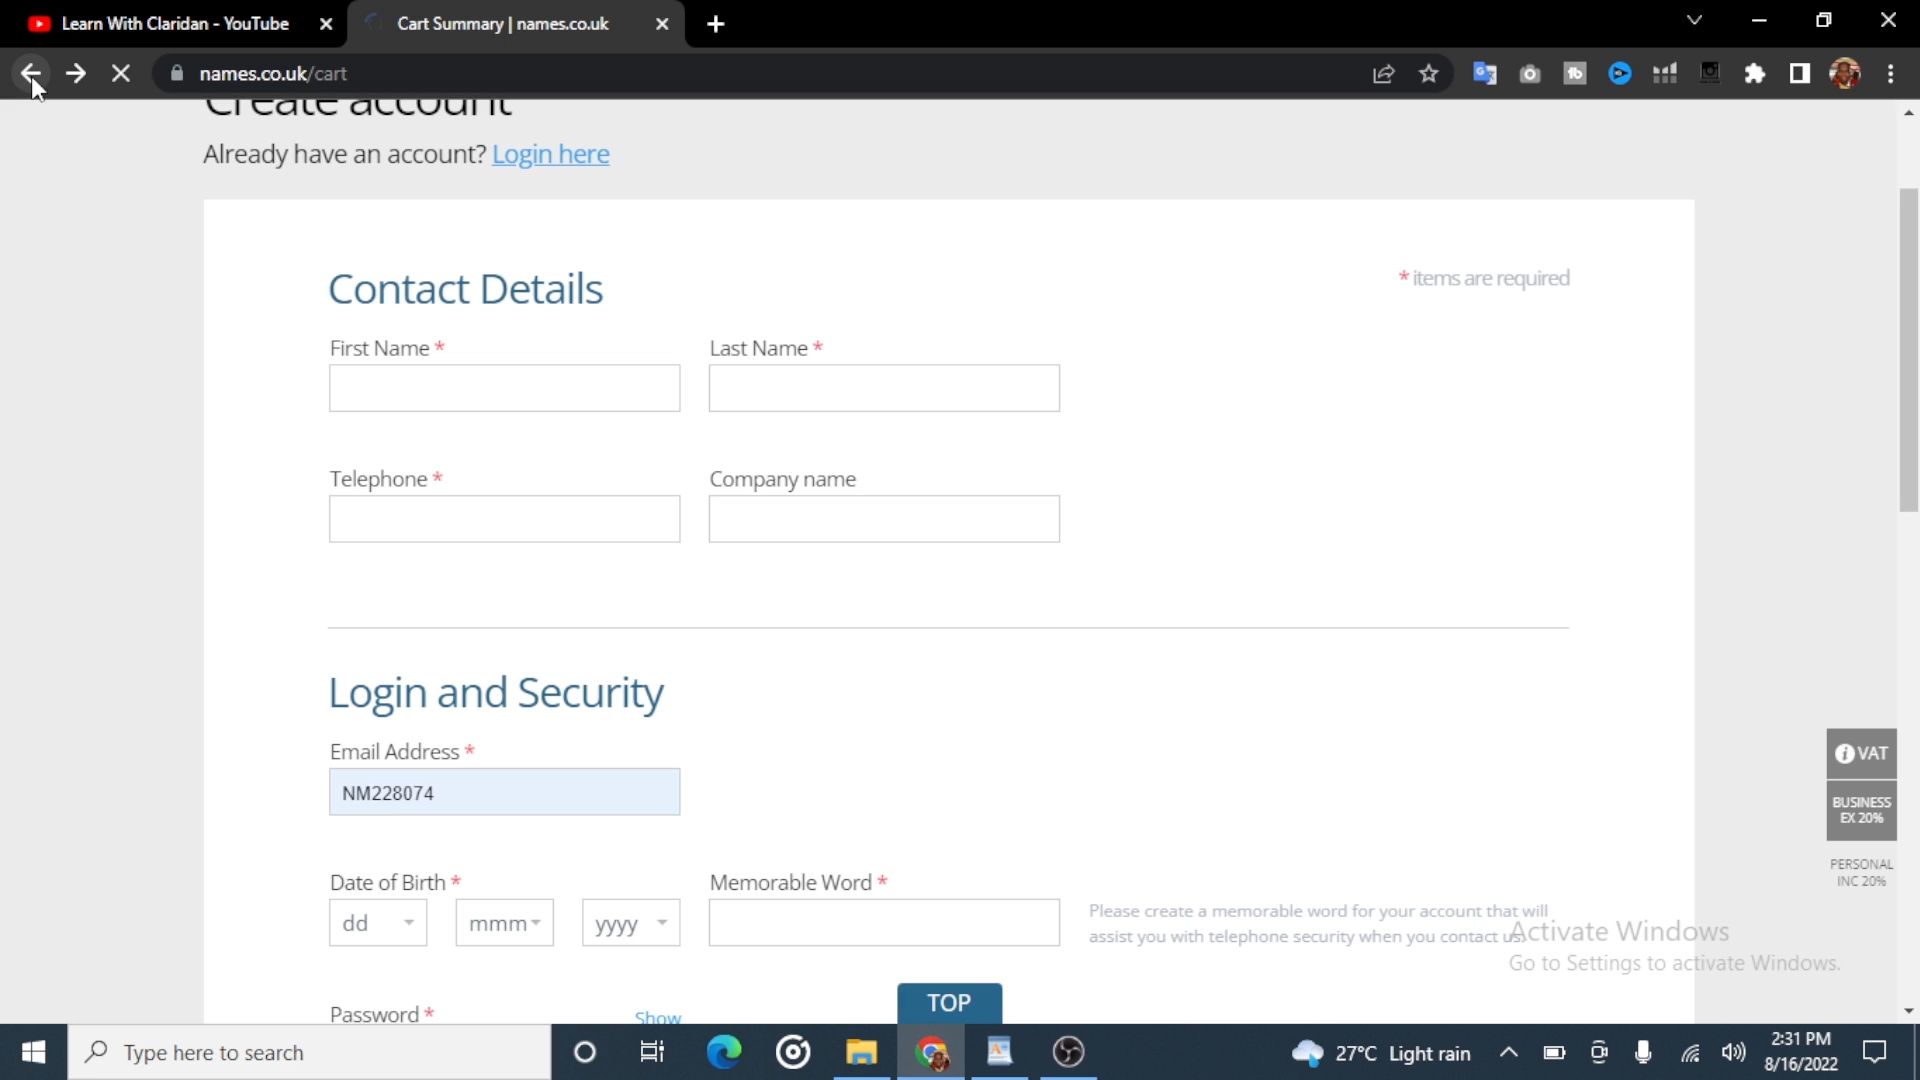 Learn With Claridan - YouTube
Cart Summary | names.co.uk
names.co.uk/cart
Create account
Already have an account? Login here
Contact Details
* items are required
First Name *
Last Name *
Telephone *
Company name
Login and Security
Email Address *
NM228074
VAT
BUSINESS
EX 20%
PERSONAL
INC 20%
Date of Birth *
Memorable Word *
dd
mmm
yyyy
Please create a memorable word for your account that will
assist you with telephone security when you contact us.
Activate Windows
Go to Settings to activate Windows.
Password *
Show
TOP
Type here to search
27°C Light rain
2:31 PM
8/16/2022